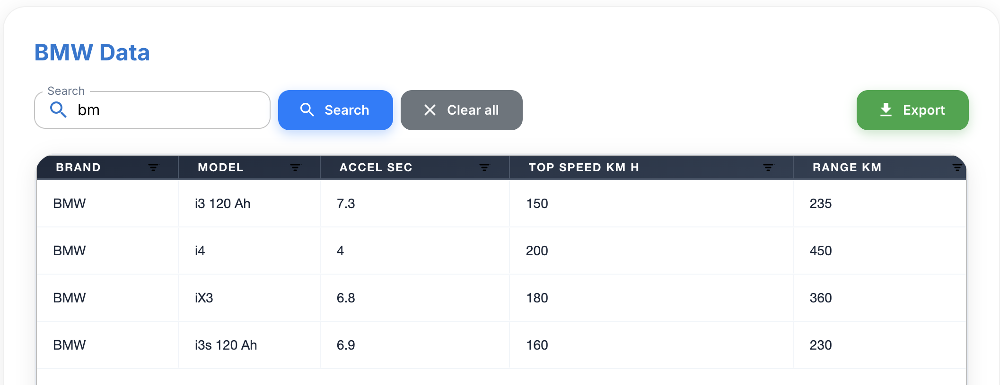 BMW Data
Search
bm
Search
Clear all
Export
BRAND MODEL ACCEL SEC TOP SPEED KM H RANGE KM
BMW i3 120 Ah 7.3 150 235
BMW i4 4 200 450
BMW iX3 6.8 180 360
BMW i3s 120 Ah 6.9 160 230